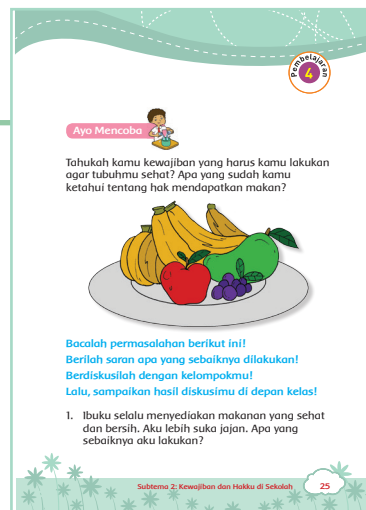 Pembelajaran
4
Ayo Mencoba
Tahukah kamu kewajiban yang harus kamu lakukan
agar tubuhmu sehat? Apa yang sudah kamu
ketahui tentang hak mendapatkan makan?
Bacalah permasalahan berikut ini!
Berilah saran apa yang sebaiknya dilakukan!
Berdiskusilah dengan kelompokmu!
Lalu, sampaikan hasil diskusimu di depan kelas!
1. Ibuku selalu menyediakan makanan yang sehat
dan bersih. Aku lebih suka jajan. Apa yang
sebaiknya aku lakukan?
Subtema 2: Kewajiban dan Hakku di Sekolah 25